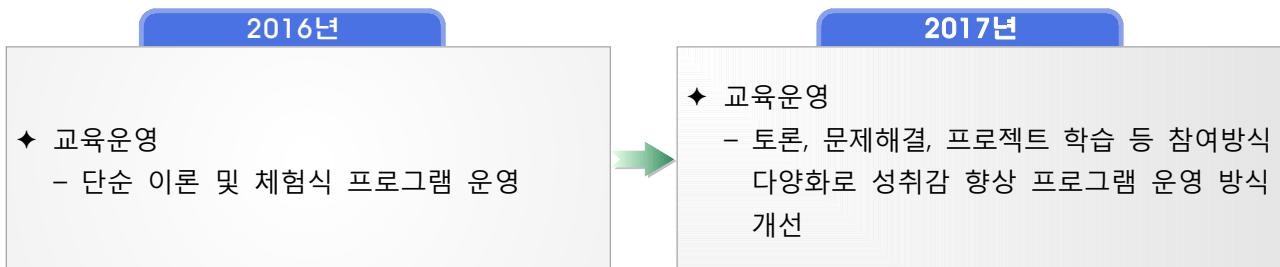 2016년
✦ 교육운영
– 단순 이론 및 체험식 프로그램 운영
2017년
✦ 교육운영
– 토론, 문제해결, 프로젝트 학습 등 참여방식
다양화로 성취감 향상 프로그램 운영 방식
개선